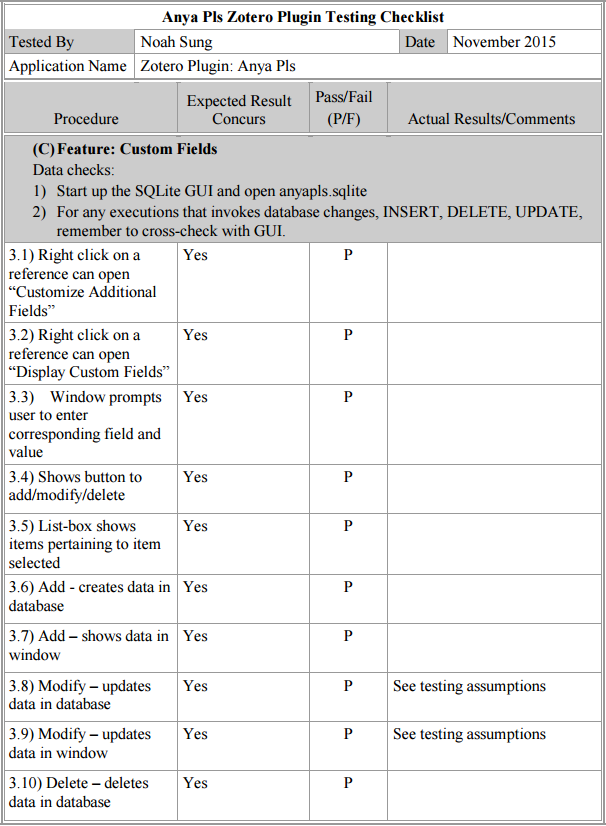 Anya Pls Zotero Plugin Testing Checklist
Tested By Noah Sung Date November 2015
Application Name Zotero Plugin: Anya Pls
Procedure Expected Result Concurs Pass/Fail (P/F) Actual Results/Comments
(C) Feature: Custom Fields
Data checks:
1) Start up the SQLite GUI and open anyapls.sqlite
2) For any executions that invokes database changes, INSERT, DELETE, UPDATE,
remember to cross-check with GUI.
3.1) Right click on a Yes P
reference can open
“Customize Additional
Fields”
3.2) Right click on a Yes P
reference can open
“Display Custom Fields”
3.3) Window prompts Yes P
user to enter
corresponding field and
value
3.4) Shows button to Yes P
add/modify/delete
3.5) List-box shows Yes P
items pertaining to item
selected
3.6) Add - creates data in Yes P
database
3.7) Add – shows data in Yes P
window
3.8) Modify – updates Yes P See testing assumptions
data in database
3.9) Modify – updates Yes P See testing assumptions
data in window
3.10) Delete – deletes Yes P
data in database